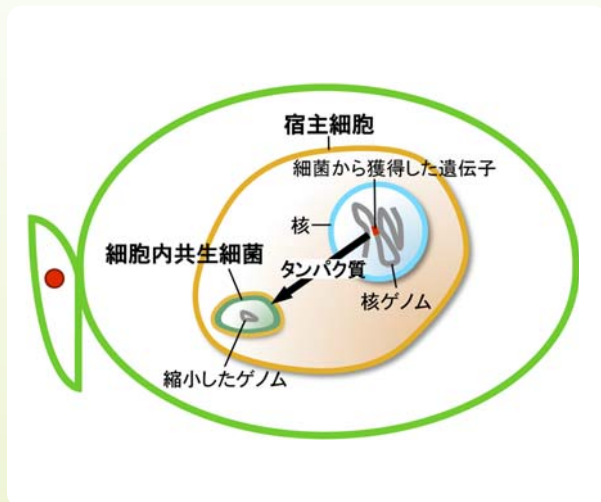 宿主細胞
細菌から獲得した遺伝子
核
細胞内共生細菌
タンパク質
核ゲノム
縮小したゲノム